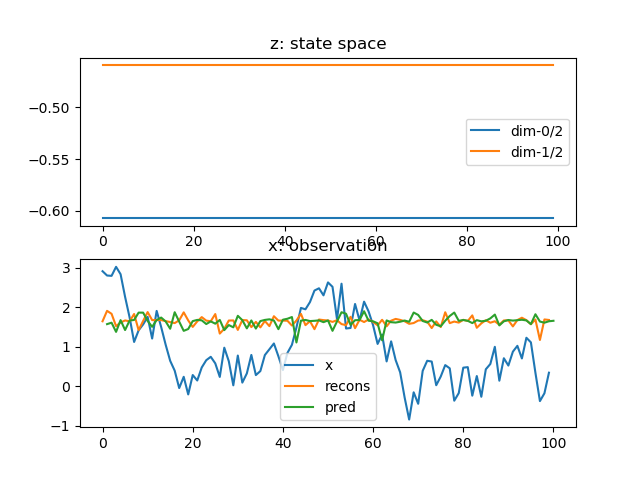 z: state space
−0.50
−0.55
−0.60
dim-0/2
dim-1/2
0
20
40
60
80
100
x: observation
3
2
1
0
−1
x
recons
pred
0
20
40
60
80
100